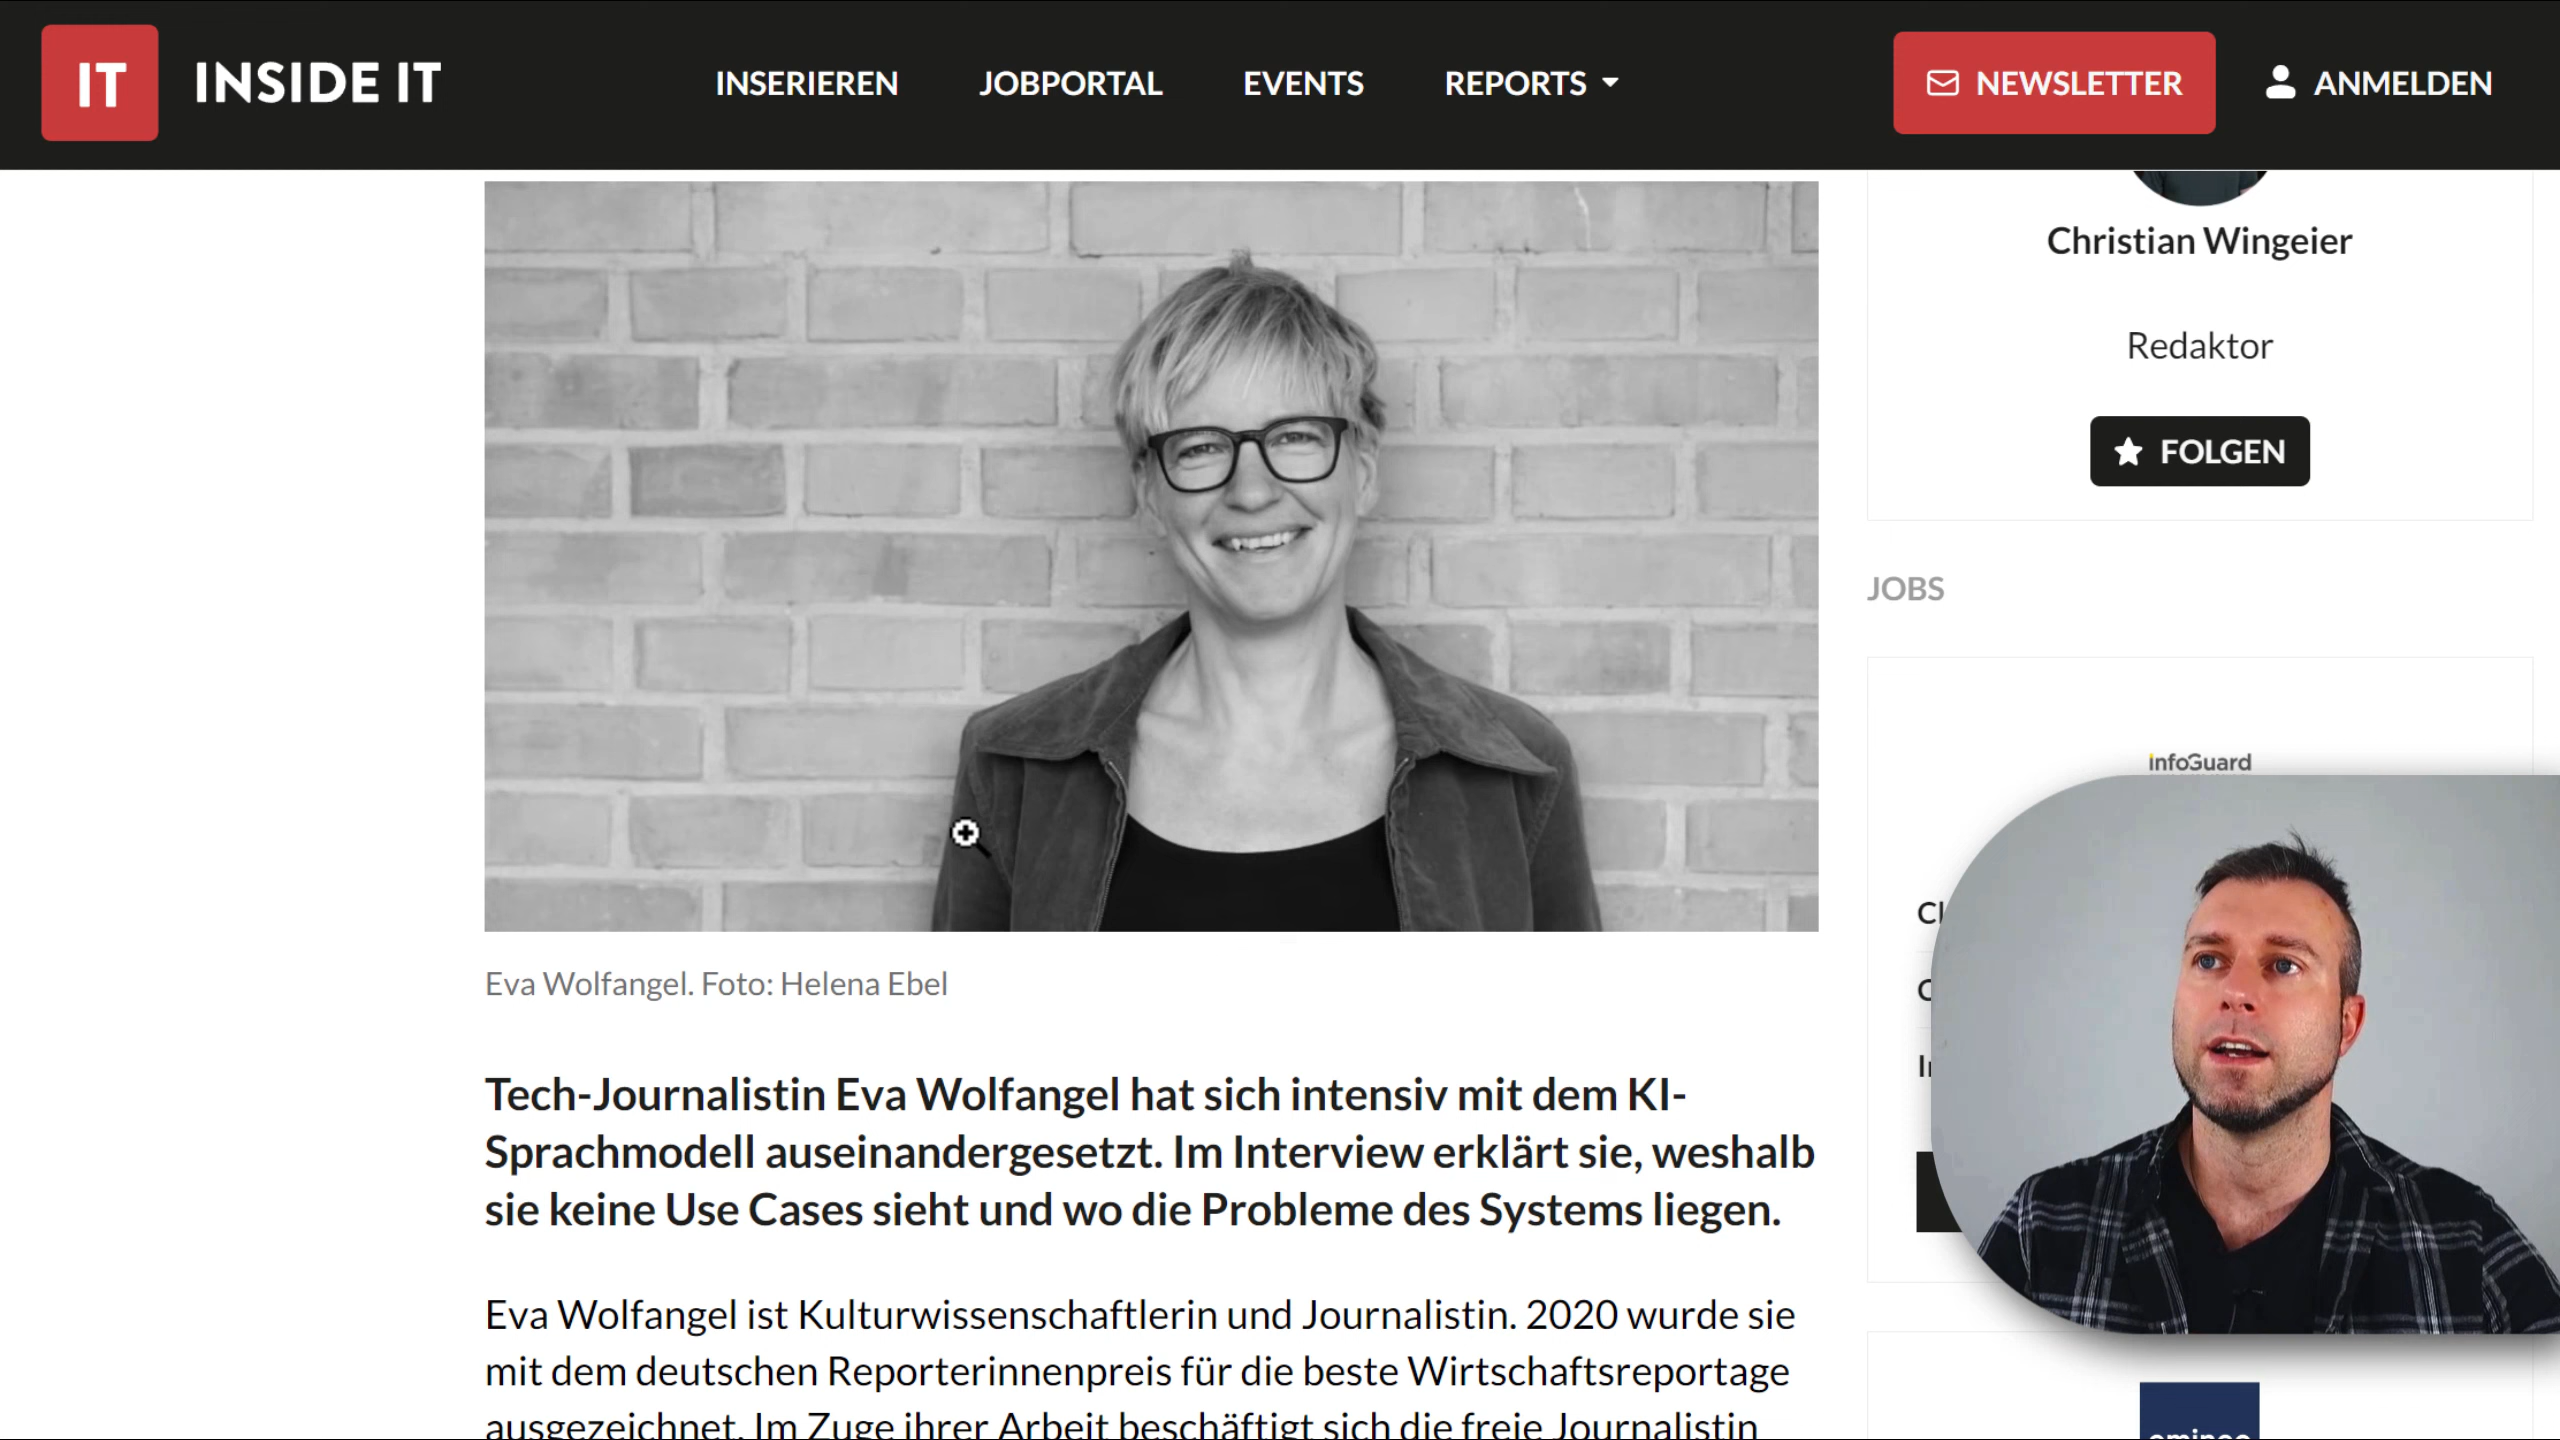 IT INSIDE IT
INSERIEREN JOBPORTAL EVENTS REPORTS
NEWSLETTER ANMELDEN
Christian Wingeier
Redaktor
FOLGEN
JOBS
InfoGuard
Eva Wolfangel. Foto: Helena Ebel
Tech-Journalistin Eva Wolfangel hat sich intensiv mit dem KI-
Sprachmodell auseinandergesetzt. Im Interview erklärt sie, weshalb
sie keine Use Cases sieht und wo die Probleme des Systems liegen.
Eva Wolfangel ist Kulturwissenschaftlerin und Journalistin. 2020 wurde sie
mit dem deutschen Reporterinnenpreis für die beste Wirtschaftsreportage
ausgezeichnet. Im Zuge ihrer Arbeit beschäftigt sich die freie Journalistin